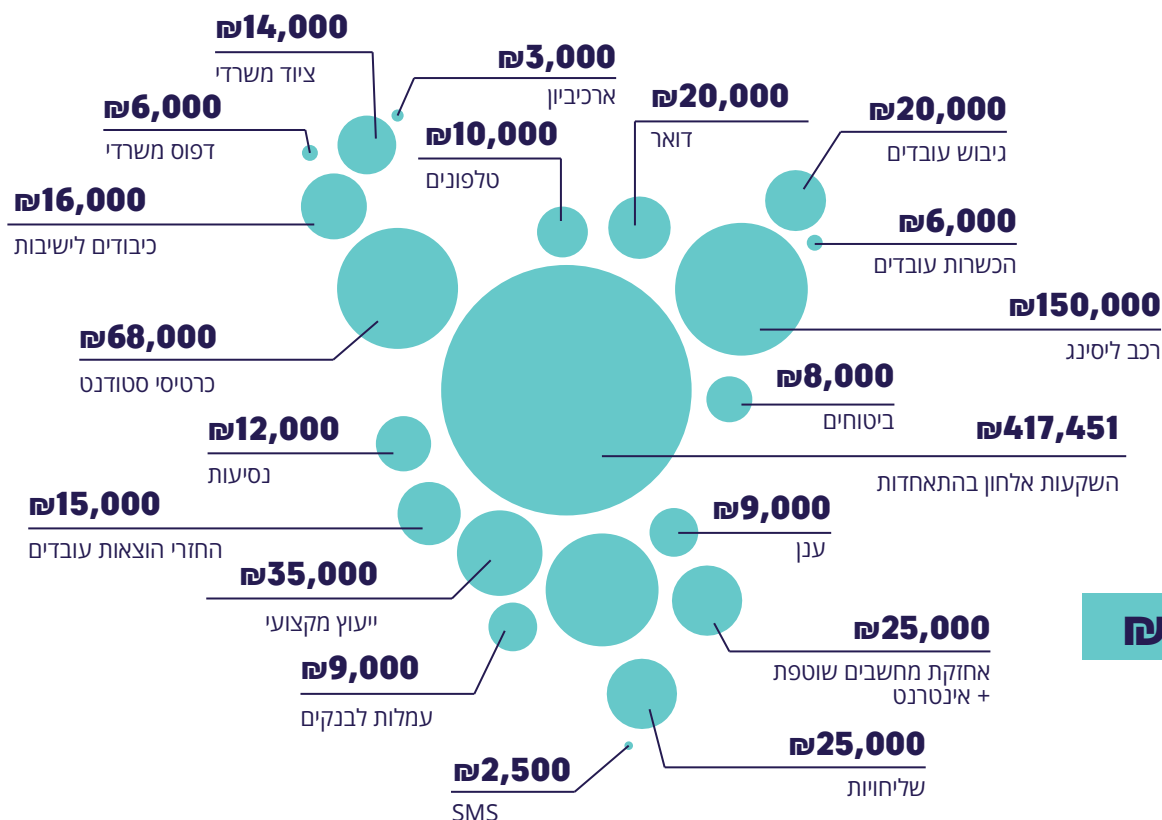 ₪14,000
ציוד משרדי
₪3,000
ארכיביון
₪6,000
דפוס משרדי
₪10,000
טלפונים
₪20,000
דואר
₪20,000
גיבוש עובדים
₪16,000
כיבודים לישיבות
₪6,000
הכשרות עובדים
₪150,000
רכב ליסינג
₪68,000
כרטיסי סטודנט
₪8,000
ביטוחים
₪12,000
נסיעות
₪417,451
השקעות אלחון בהתאחדות
₪15,000
החזרי הוצאות עובדים
₪9,000
ענן
₪35,000
ייעוץ מקצועי
₪25,000
אחזקת מחשבים שוטפת
+ אינטרנט
₪9,000
עמלות לבנקים
₪25,000
שליחויות
₪2,500
SMS
₪